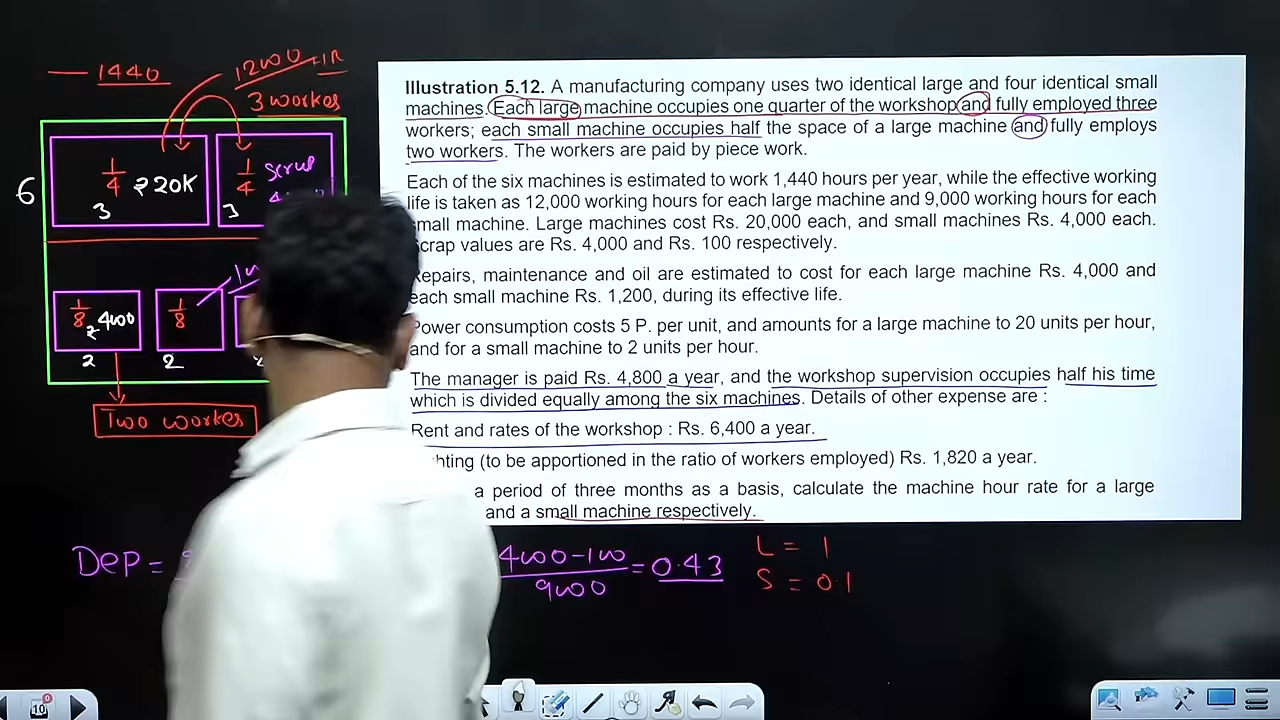 1440
12000 HR
3 workes
1/4 ₹20K
3
1/4 scrap
3
6
1/8 ₹4000
2
1/8
2
Two workes
Illustration 5.12. A manufacturing company uses two identical large and four identical small
machines. Each large machine occupies one quarter of the workshop and fully employed three
workers; each small machine occupies half the space of a large machine and fully employs
two workers. The workers are paid by piece work.
Each of the six machines is estimated to work 1,440 hours per year, while the effective working
life is taken as 12,000 working hours for each large machine and 9,000 working hours for each
small machine. Large machines cost Rs. 20,000 each, and small machines Rs. 4,000 each.
Scrap values are Rs. 4,000 and Rs. 100 respectively.
Repairs, maintenance and oil are estimated to cost for each large machine Rs. 4,000 and
each small machine Rs. 1,200, during its effective life.
Power consumption costs 5 P. per unit, and amounts for a large machine to 20 units per hour,
and for a small machine to 2 units per hour.
The manager is paid Rs. 4,800 a year, and the workshop supervision occupies half his time
which is divided equally among the six machines. Details of other expense are :
Rent and rates of the workshop : Rs. 6,400 a year.
(to be apportioned in the ratio of workers employed) Rs. 1,820 a year.
a period of three months as a basis, calculate the machine hour rate for a large
and a small machine respectively.
Dep =
4000-100
9000
= 0.43
L = 1
S = 0.1
10